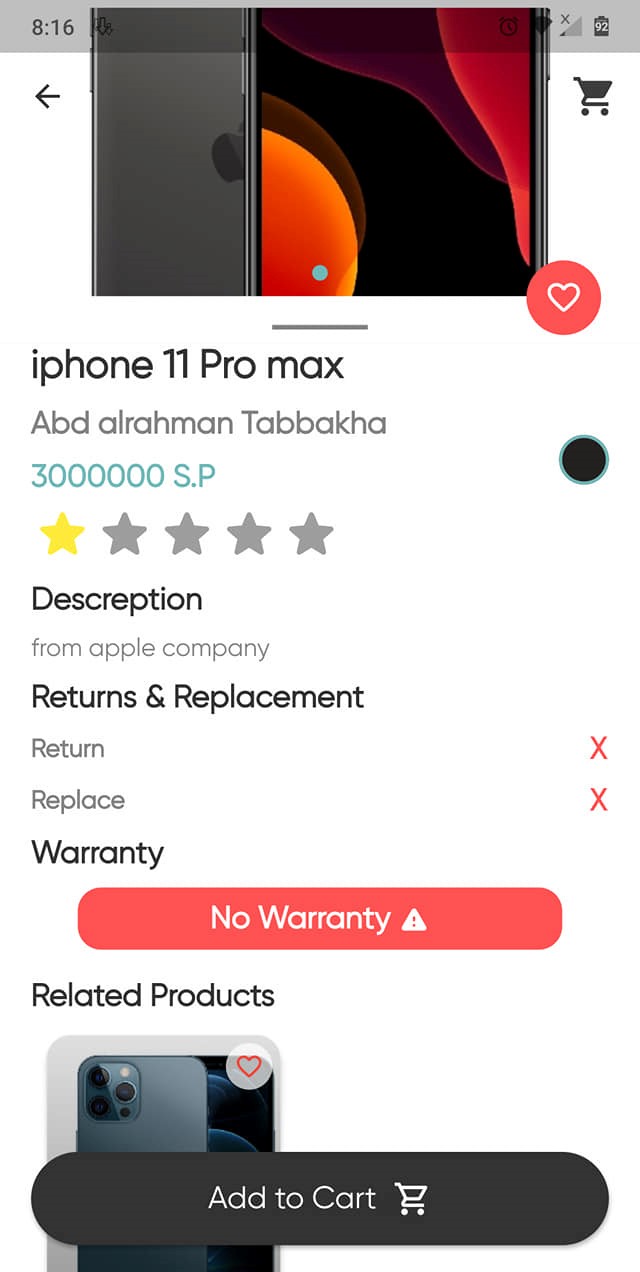 8:16
X
92
iphone 11 Pro max
Abd alrahman Tabbakha
3000000 S.P
Descreption
from apple company
Returns & Replacement
Return X
Replace X
Warranty
No Warranty
Related Products
Add to Cart